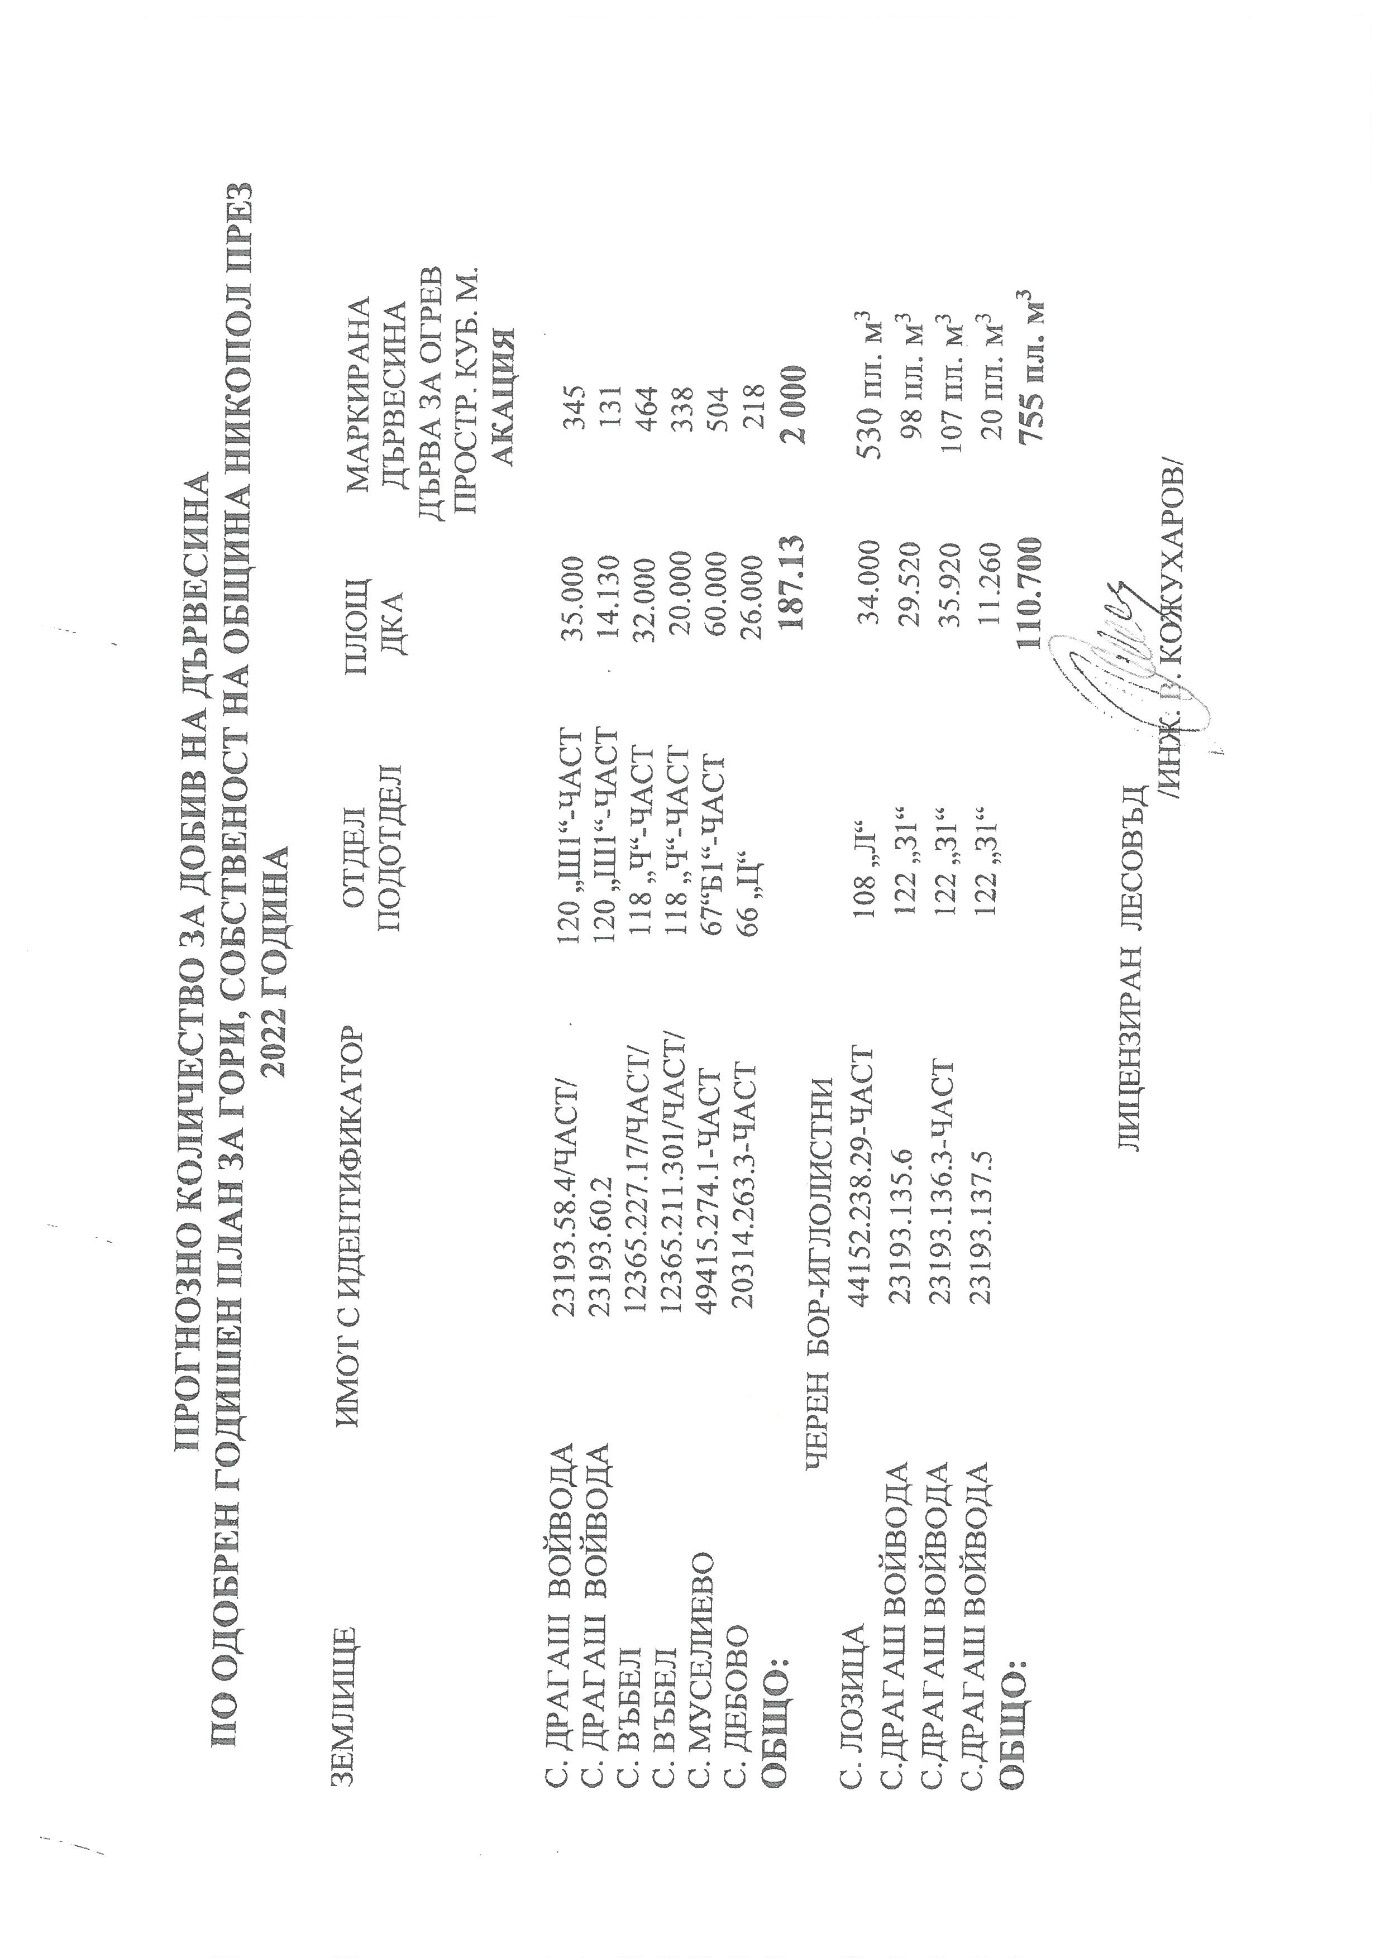 ПРОГНОЗНО КОЛИЧЕСТВО ЗА ДОБИВ НА ДЪРВЕСИНА
ПО ОДОБРЕН ГОДИШЕН ПЛАН ЗА ГОРИ, СОБСТВЕНОСТ НА ОБЩИНА НИКОПОЛ ПРЕЗ
2022 ГОДИНА
ЗЕМЛИЩЕ ИМОТ С ИДЕНТИФИКАТОР ОТДЕЛ ПЛОЩ МАРКИРАНА
ПОДОТДЕЛ ДКА ДЪРВЕСИНА
ДЪРВА ЗА ОГРЕВ
ПРОСТР. КУБ. М.
АКАЦИЯ
С. ДРАГАШ ВОЙВОДА 23193.58.4/ЧАСТ/ 120 „Ш1“-ЧАСТ 35.000 345
С. ДРАГАШ ВОЙВОДА 23193.60.2 120 „Ш1“-ЧАСТ 14.130 131
С. ВЪБЕЛ 12365.227.17/ЧАСТ/ 118 „Ч“-ЧАСТ 32.000 464
С. ВЪБЕЛ 12365.211.301/ЧАСТ/ 118 „Ч“-ЧАСТ 20.000 338
С. МУСЕЛИЕВО 49415.274.1-ЧАСТ 67“Б1“-ЧАСТ 60.000 504
С. ДЕБОВО 20314.263.3-ЧАСТ 66 „Ц“ 26.000 218
ОБЩО: 187.13 2 000
ЧЕРЕН БОР-ИГЛОЛИСТНИ
С. ЛОЗИЦА 44152.238.29-ЧАСТ 108 „Л“ 34.000 530 пл. м³
С.ДРАГАШ ВОЙВОДА 23193.135.6 122 „31“ 29.520 98 пл. м³
С.ДРАГАШ ВОЙВОДА 23193.136.3-ЧАСТ 122 „31“ 35.920 107 пл. м³
С.ДРАГАШ ВОЙВОДА 23193.137.5 122 „31“ 11.260 20 пл. м³
ОБЩО: 110.700 755 пл. м³
ЛИЦЕНЗИРАН ЛЕСОВЪД
/ИНЖ. В. КОЖУХАРОВ/